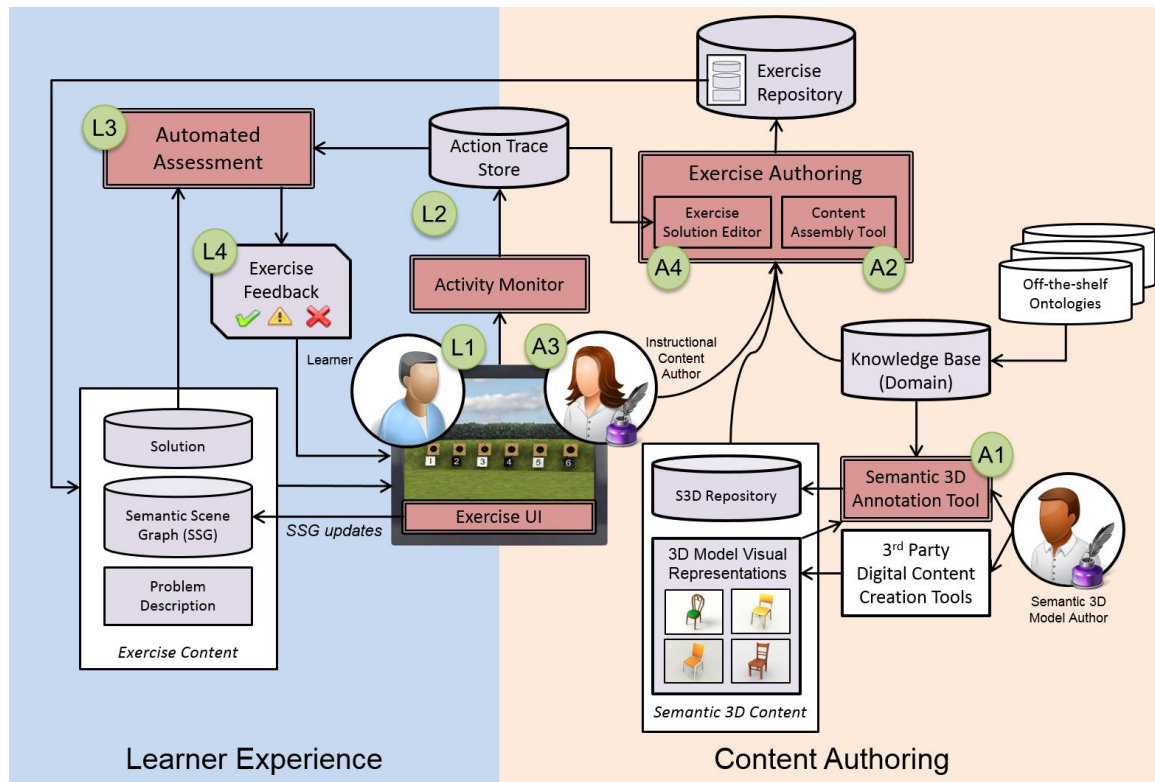 Exercise
Repository
L3
Automated
Assessment
Action Trace
Store
Exercise Authoring
Exercise
Solution Editor
Content
Assembly Tool
L2
A4
A2
L4
Exercise
Feedback
Activity Monitor
Off-the-shelf
Ontologies
Learner
L1
A3
Instructional
Content
Author
Knowledge Base
(Domain)
Solution
1
2
3
4
5
6
A1
Semantic 3D
Annotation Tool
S3D Repository
Semantic Scene
Graph (SSG)
SSG updates
Exercise UI
3D Model Visual
Representations
3rd Party
Digital Content
Creation Tools
Problem
Description
Semantic 3D
Model Author
Exercise Content
Semantic 3D Content
Learner Experience
Content Authoring